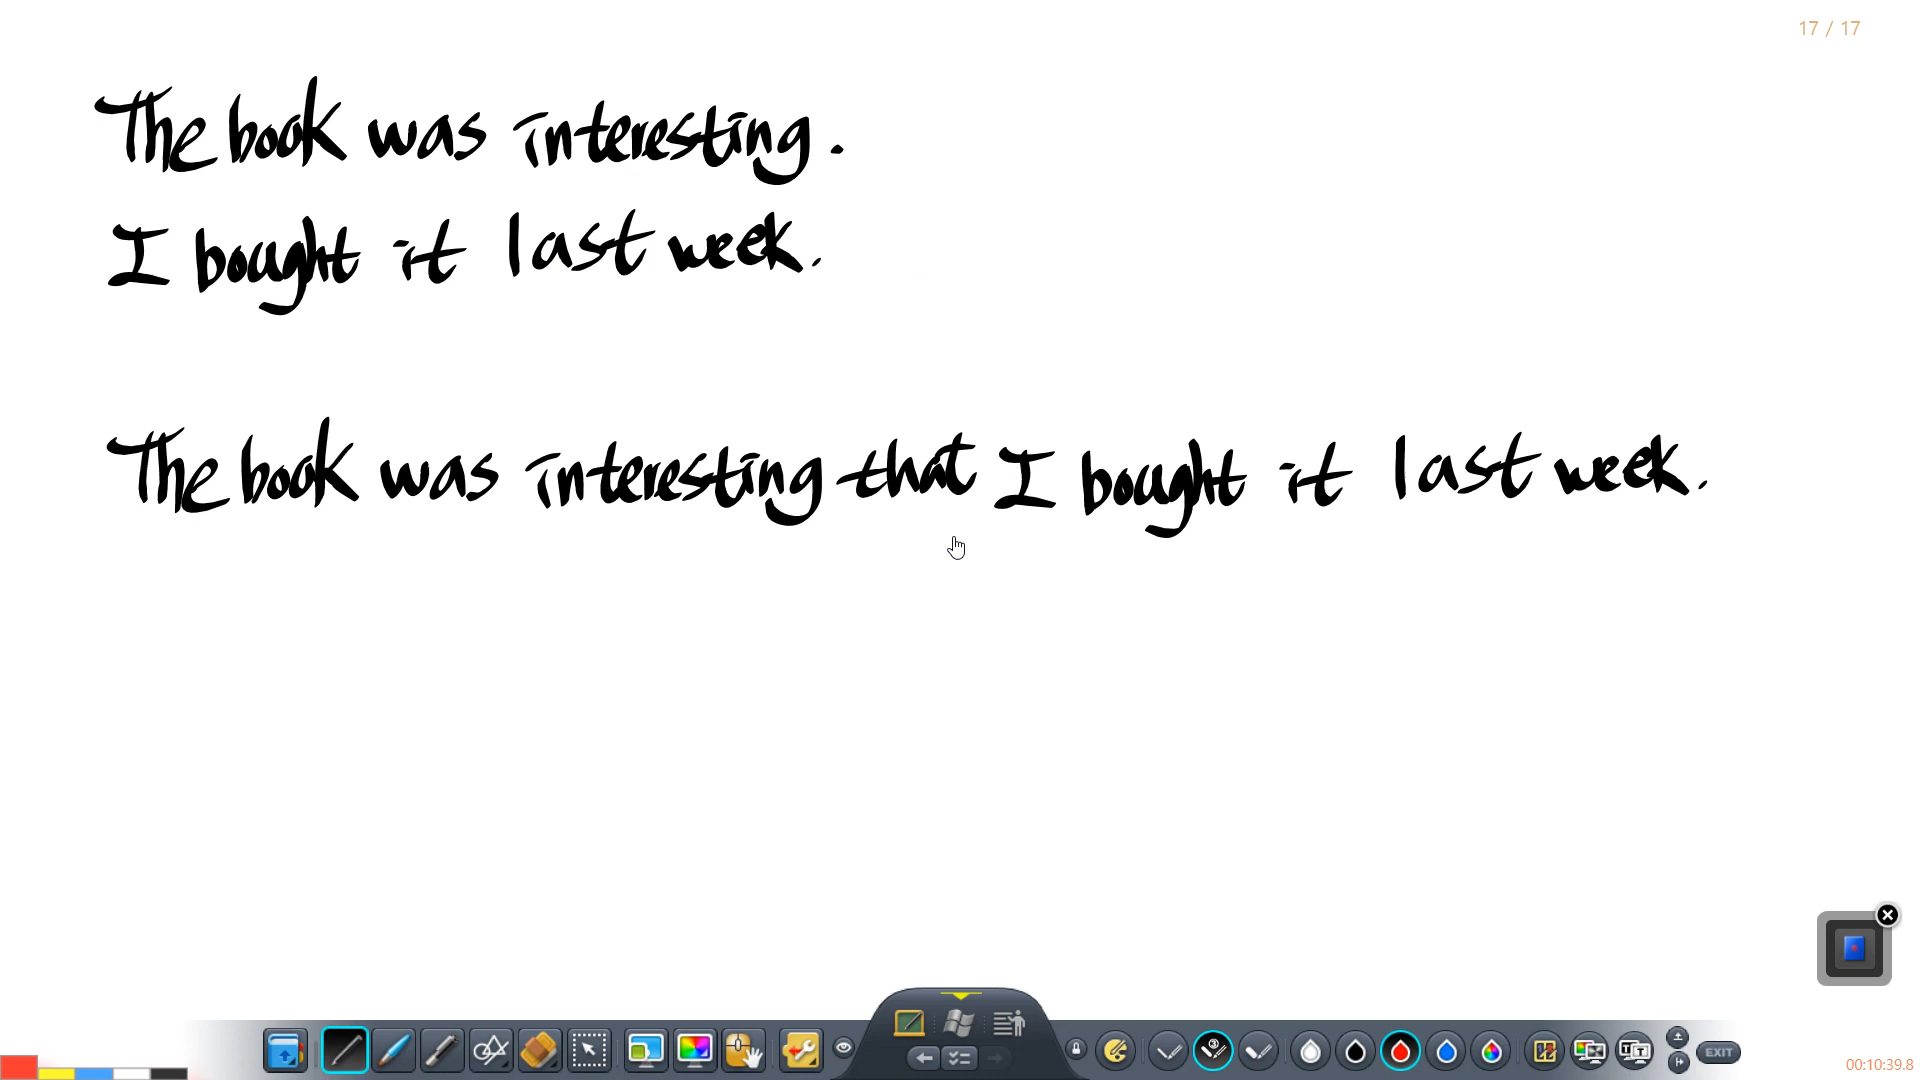 17 / 17
The book was interesting.
I bought it last week.
The book was interesting that I bought it last week.
EXIT
00:10:39.8